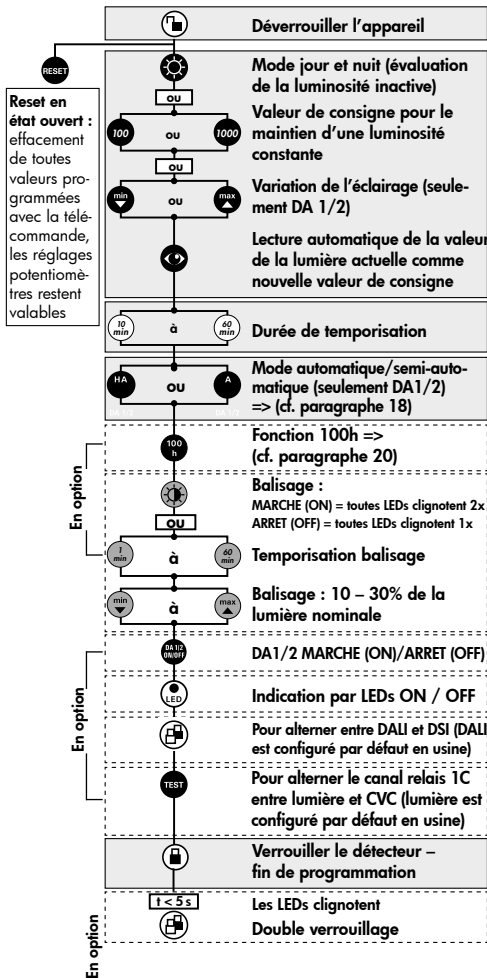 Déverrouiller l’appareil
RESET
Reset en
état ouvert :
effacement
de toutes
valeurs pro-
grammées
avec la télé-
commande,
les réglages
potentiomè-
tres restent
valables
Mode jour et nuit (évaluation
de la luminosité inactive)
ou
100
ou
1000
Valeur de consigne pour le
maintien d’une luminosité
constante
ou
min
ou
max
Variation de l’éclairage (seule-
ment DA 1/2)
Lecture automatique de la valeur
de la lumière actuelle comme
nouvelle valeur de consigne
10
min
à
60
min
Durée de temporisation
HA
DA 1/2
ou
A
DA 1/2
Mode automatique/semi-auto-
matique (seulement DA1/2)
=> (cf. paragraphe 18)
En option
100
h
Fonction 100h =>
(cf. paragraphe 20)
ou
Balisage :
MARCHE (ON) = toutes LEDs clignotent 2x
ARRET (OFF) = toutes LEDs clignotent 1x
1
min
à
60
min
Temporisation balisage
min
à
max
Balisage : 10 – 30% de la
lumière nominale
En option
DA 1/2
ON/OFF
DA1/2 MARCHE (ON)/ARRET (OFF)
LED
Indication par LEDs ON / OFF
Pour alterner entre DALI et DSI (DALI
est configuré par défaut en usine)
TEST
Pour alterner le canal relais 1C
entre lumière et CVC (lumière est
configuré par défaut en usine)
Verrouiller le détecteur –
fin de programmation
En option
t < 5 s
Les LEDs clignotent
Double verrouillage